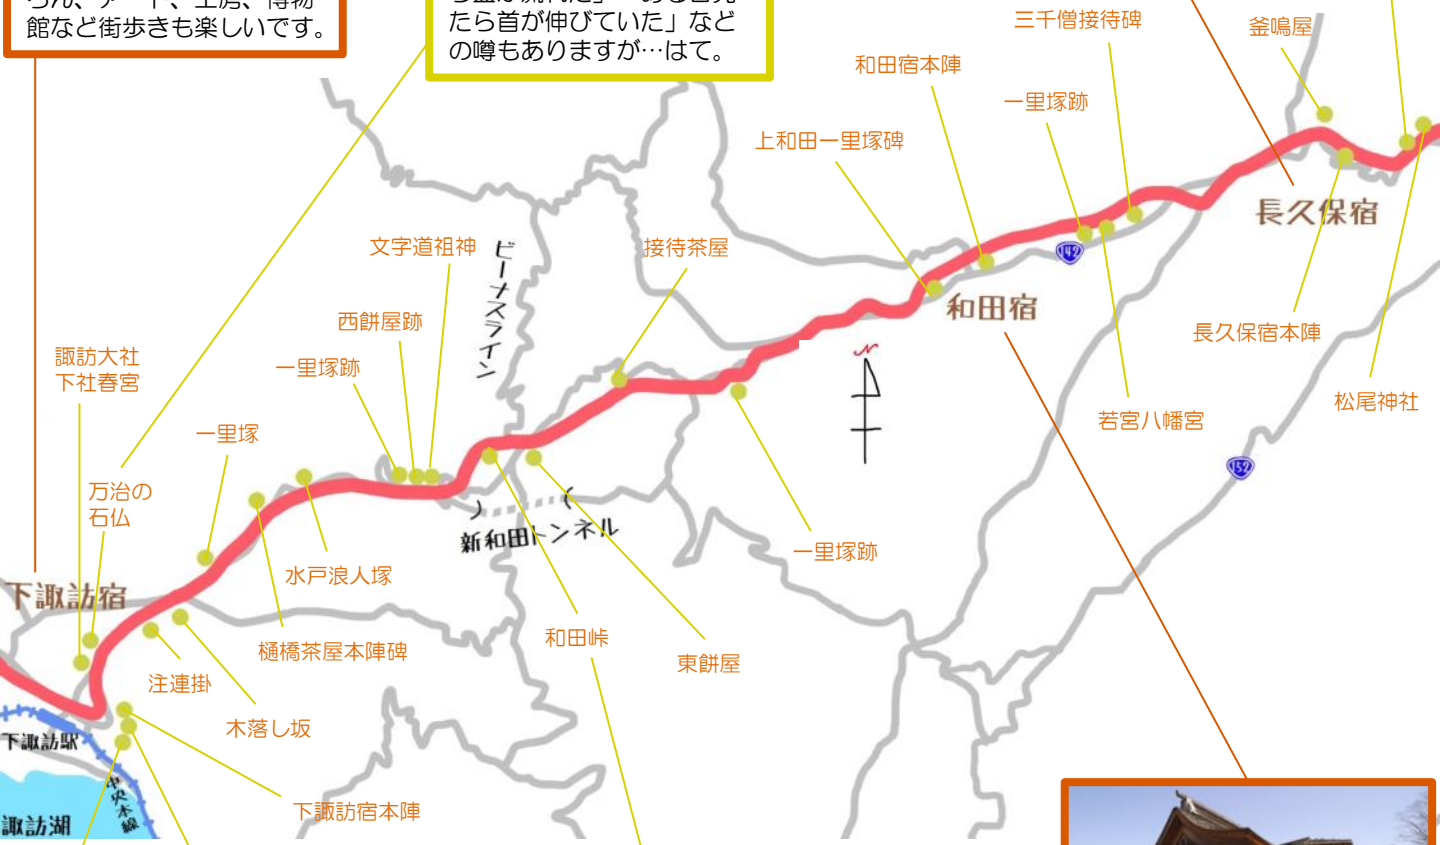 館など街歩きも楽しいです。
たら首が伸びていた」など
の噂もありますが…はて。
三千僧接待碑
釜鳴屋
和田宿本陣
一里塚跡
上和田一里塚碑
長久保宿
文字道祖神
ビーナスライン
接待茶屋
142
和田宿
西餅屋跡
長久保宿本陣
諏訪大社
下社春宮
一里塚跡
N
松尾神社
若宮八幡宮
一里塚
152
万治の
石仏
新和田トンネル
一里塚跡
水戸浪人塚
下諏訪宿
樋橋茶屋本陣碑
和田峠
東餅屋
注連掛
木落し坂
下諏訪駅
中央本線
下諏訪宿本陣
諏訪湖